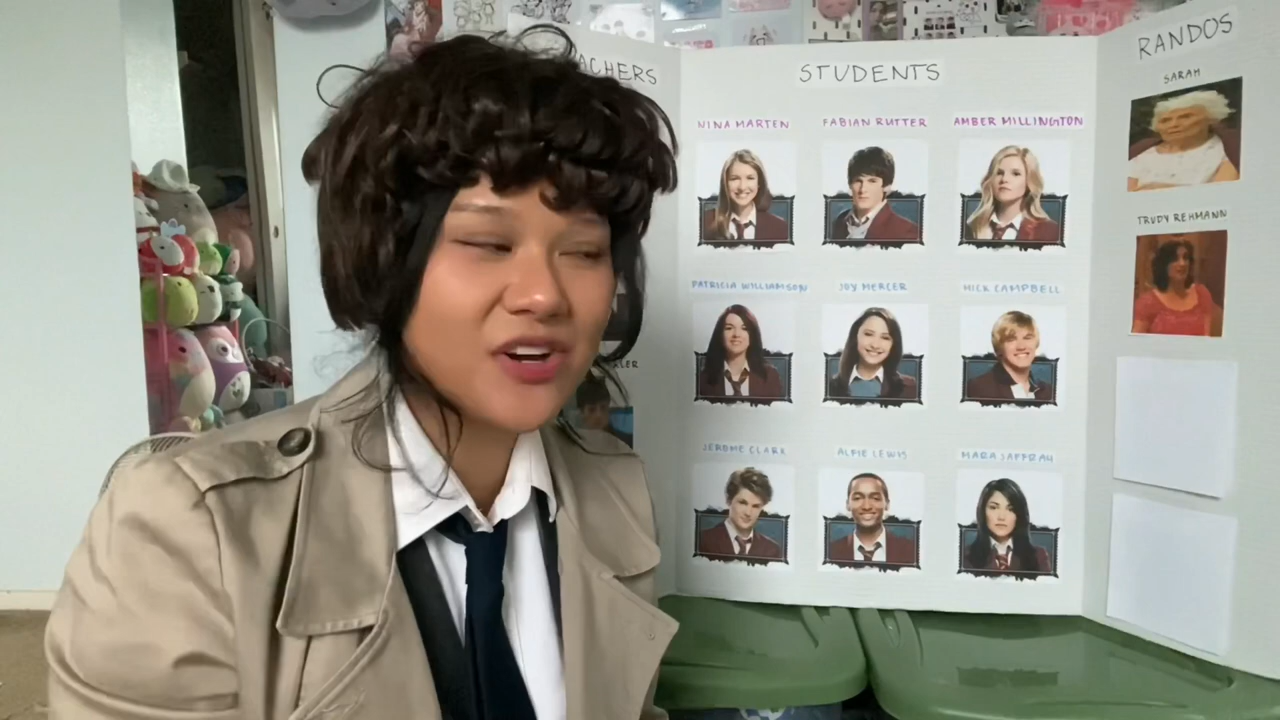 ACHERS
STUDENTS
RANDOS
NINA MARTEN
FABIAN RUTTER
AMBER MILLINGTON
SARAH
PATRICIA WILLIAMSON
JOY MERCER
MICK CAMPBELL
TRUDY REHMANN
JEROME CLARK
ALFIE LEWIS
MARA JAFFRAY